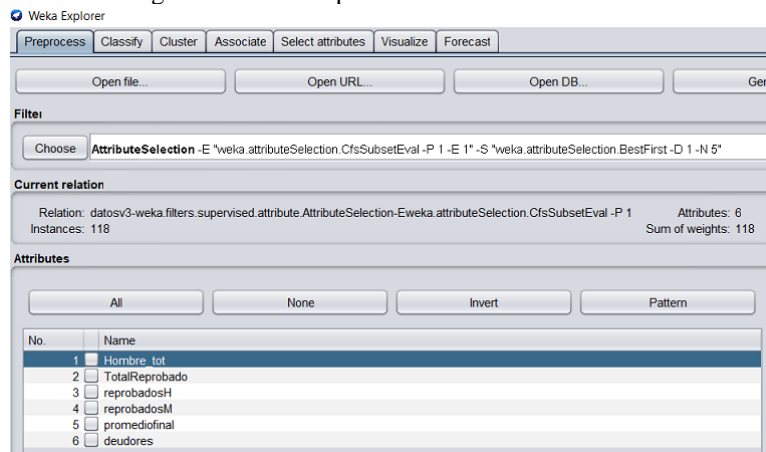 Weka Explorer
Preprocess Classify Cluster Associate Select attributes Visualize Forecast
Open file... Open URL... Open DB... Ger
Filter
Choose AttributeSelection -E "weka.attributeSelection.CfsSubsetEval -P 1 -E 1" -S "weka.attributeSelection.BestFirst -D 1 -N 5"
Current relation
Relation: datosv3-weka.filters.supervised.attribute.AttributeSelection-Eweka.attributeSelection.CfsSubsetEval -P 1 Attributes: 6
Instances: 118 Sum of weights: 118
Attributes
All None Invert Pattern
No. Name
1 Hombre_tot
2 TotalReprobado
3 reprobadosH
4 reprobadosM
5 promediofinal
6 deudores